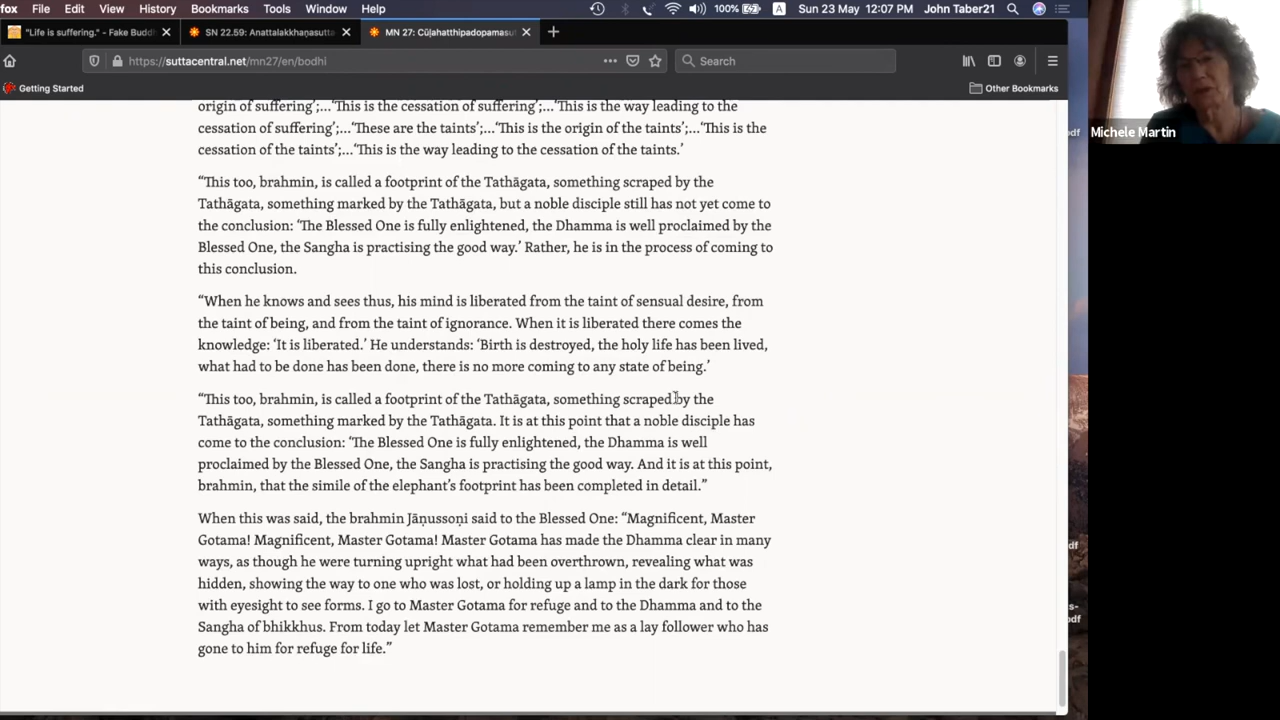 fox File Edit View History Bookmarks Tools Window Help 100% A Sun 23 May 12:07 PM John Taber21
"Life is suffering." - Fake Buddh SN 22.59: Anattalakkhaṇasutta MN 27: Cūḷahatthipadopamasut
https://suttacentral.net/mn27/en/bodhi Search
Getting Started Other Bookmarks
origin of suffering’;…‘This is the cessation of suffering’;…‘This is the way leading to the
cessation of suffering’;…‘These are the taints’;…‘This is the origin of the taints’;…‘This is the
cessation of the taints’;…‘This is the way leading to the cessation of the taints.’
“This too, brahmin, is called a footprint of the Tathāgata, something scraped by the
Tathāgata, something marked by the Tathāgata, but a noble disciple still has not yet come to
the conclusion: ‘The Blessed One is fully enlightened, the Dhamma is well proclaimed by the
Blessed One, the Sangha is practising the good way.’ Rather, he is in the process of coming to
this conclusion.
“When he knows and sees thus, his mind is liberated from the taint of sensual desire, from
the taint of being, and from the taint of ignorance. When it is liberated there comes the
knowledge: ‘It is liberated.’ He understands: ‘Birth is destroyed, the holy life has been lived,
what had to be done has been done, there is no more coming to any state of being.’
“This too, brahmin, is called a footprint of the Tathāgata, something scraped by the
Tathāgata, something marked by the Tathāgata. It is at this point that a noble disciple has
come to the conclusion: ‘The Blessed One is fully enlightened, the Dhamma is well
proclaimed by the Blessed One, the Sangha is practising the good way. And it is at this point,
brahmin, that the simile of the elephant’s footprint has been completed in detail.”
When this was said, the brahmin Jāṇussoṇi said to the Blessed One: “Magnificent, Master
Gotama! Magnificent, Master Gotama! Master Gotama has made the Dhamma clear in many
ways, as though he were turning upright what had been overthrown, revealing what was
hidden, showing the way to one who was lost, or holding up a lamp in the dark for those
with eyesight to see forms. I go to Master Gotama for refuge and to the Dhamma and to the
Sangha of bhikkhus. From today let Master Gotama remember me as a lay follower who has
gone to him for refuge for life.”
Michele Martin
df
df
s-
df